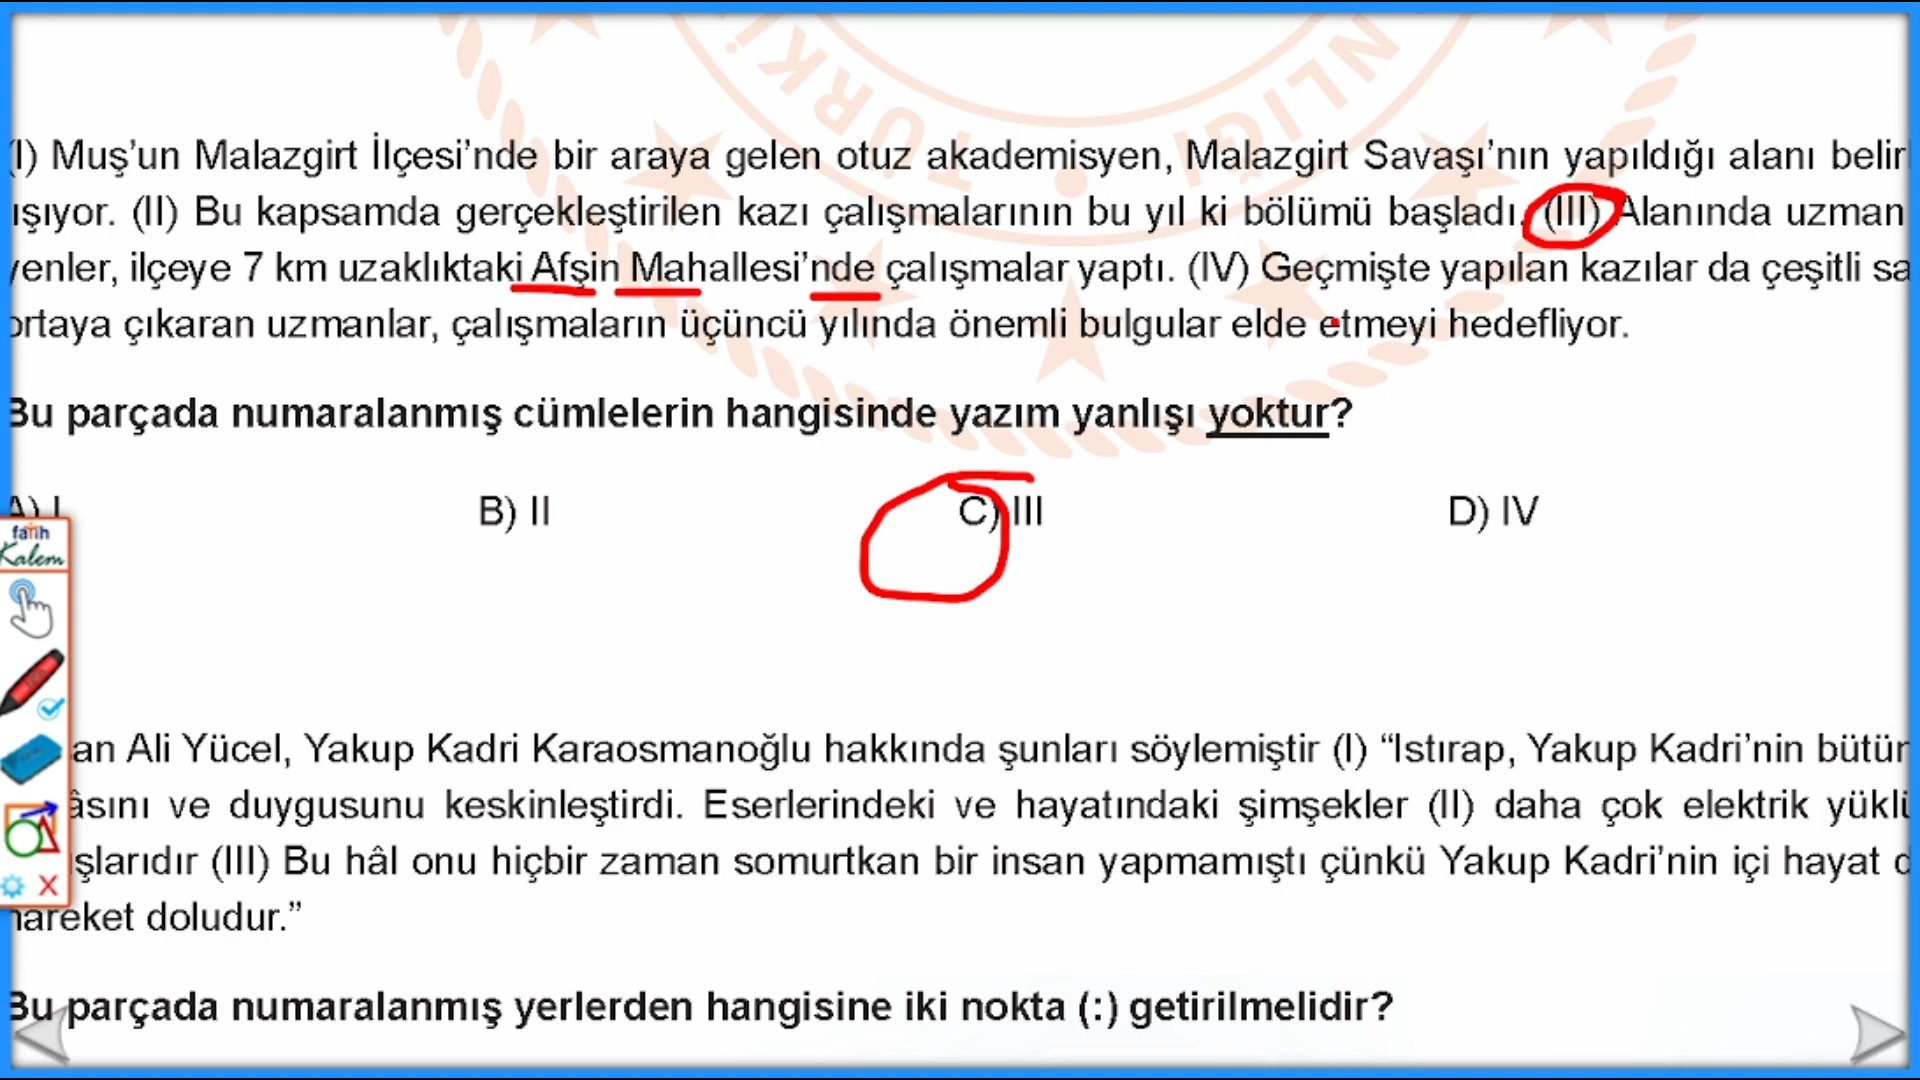 TÜRKİ NLIĞI
(I) Muş’un Malazgirt İlçesi’nde bir araya gelen otuz akademisyen, Malazgirt Savaşı’nın yapıldığı alanı belirl
ışıyor. (II) Bu kapsamda gerçekleştirilen kazı çalışmalarının bu yıl ki bölümü başladı. (III) Alanında uzman
yenler, ilçeye 7 km uzaklıktaki Afşin Mahallesi’nde çalışmalar yaptı. (IV) Geçmişte yapılan kazılar da çeşitli sa
ortaya çıkaran uzmanlar, çalışmaların üçüncü yılında önemli bulgular elde etmeyi hedefliyor.
Bu parçada numaralanmış cümlelerin hangisinde yazım yanlışı yoktur?
A) I B) II C) III D) IV
fatih
Kalem
an Ali Yücel, Yakup Kadri Karaosmanoğlu hakkında şunları söylemiştir (I) “Istırap, Yakup Kadri’nin bütün
âsını ve duygusunu keskinleştirdi. Eserlerindeki ve hayatındaki şimşekler (II) daha çok elektrik yüklü
şlarıdır (III) Bu hâl onu hiçbir zaman somurtkan bir insan yapmamıştı çünkü Yakup Kadri’nin içi hayat d
hareket doludur.”
Bu parçada numaralanmış yerlerden hangisine iki nokta (:) getirilmelidir?